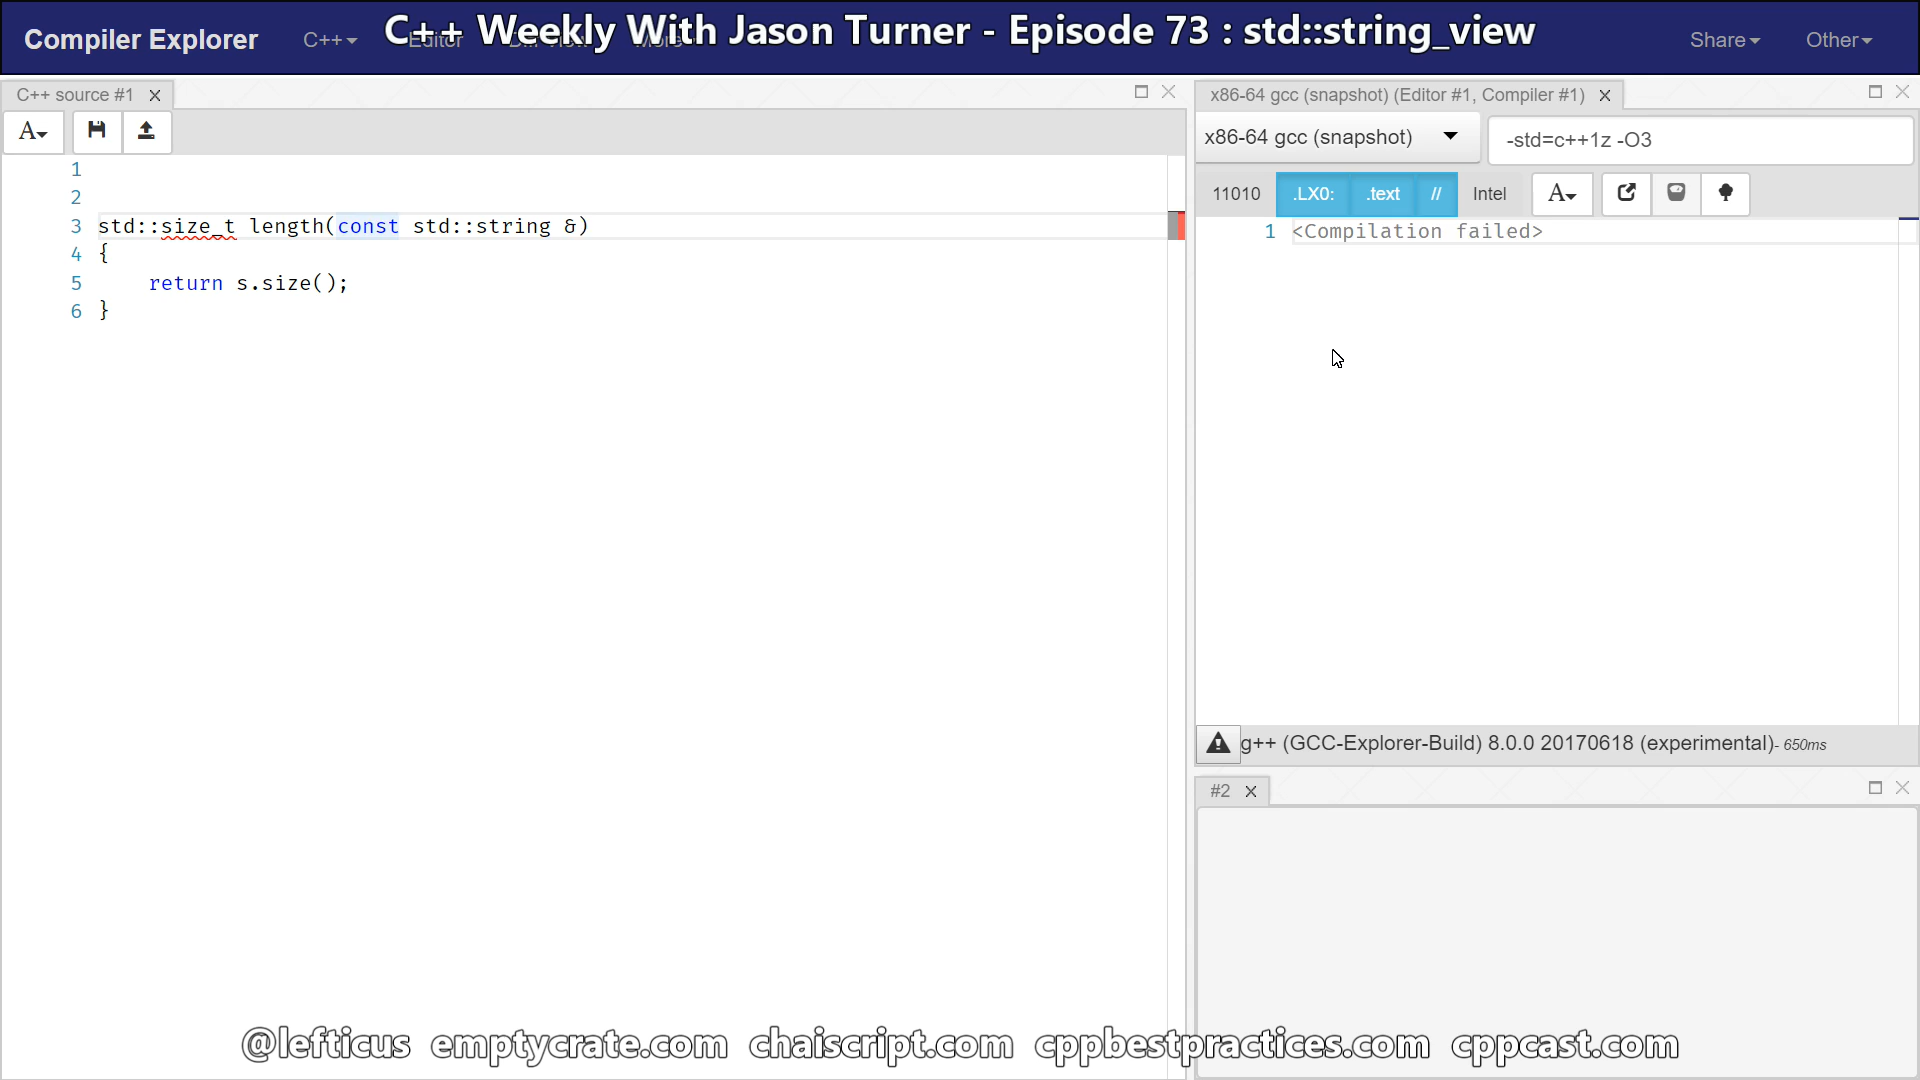 C++ Weekly With Jason Turner - Episode 73 : std::string_view
Compiler Explorer C++ Editor Share Other
C++ source #1
A
1
2
3 std::size_t length(const std::string &)
4 {
5 return s.size();
6 }
x86-64 gcc (snapshot) (Editor #1, Compiler #1)
x86-64 gcc (snapshot) -std=c++1z -O3
11010 .LX0: .text // Intel A
1 <Compilation failed>
g++ (GCC-Explorer-Build) 8.0.0 20170618 (experimental)- 650ms
#2
@lefticus emptycrate.com chaiscript.com cppbestpractices.com cppcast.com